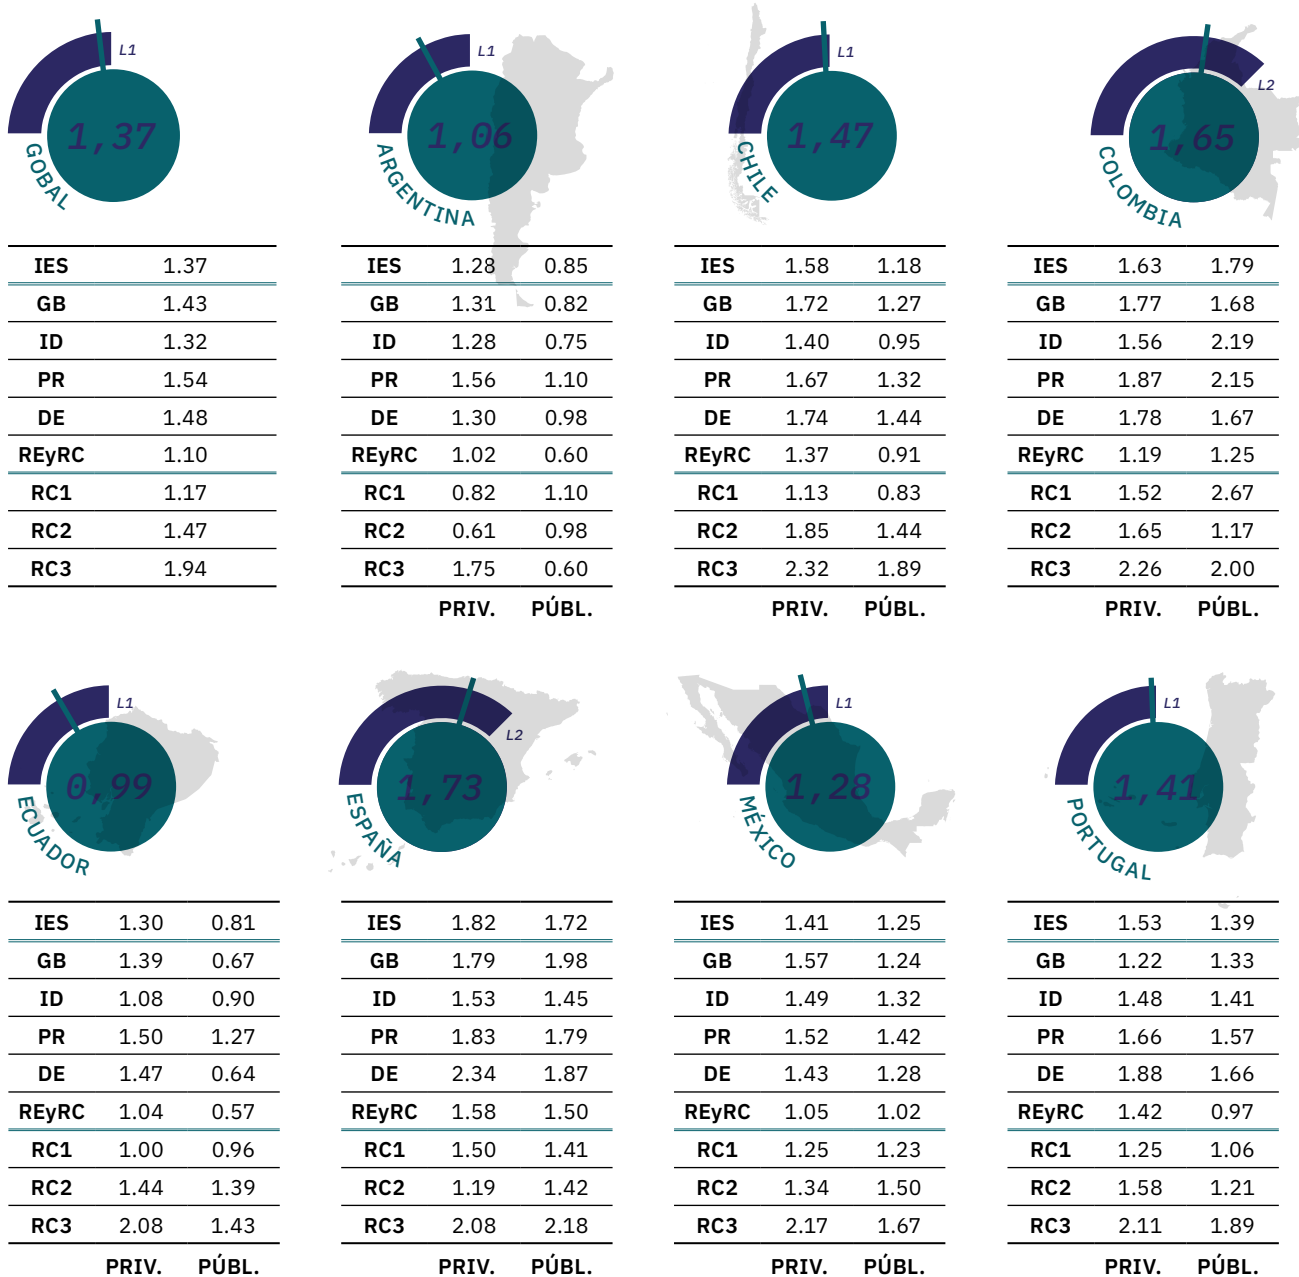 L1
1,37
GOBAL
IES 1.37
GB 1.43
ID 1.32
PR 1.54
DE 1.48
REyRC 1.10
RC1 1.17
RC2 1.47
RC3 1.94
L1
1,06
ARGENTINA
IES 1.28 0.85
GB 1.31 0.82
ID 1.28 0.75
PR 1.56 1.10
DE 1.30 0.98
REyRC 1.02 0.60
RC1 0.82 1.10
RC2 0.61 0.98
RC3 1.75 0.60
PRIV. PÚBL.
L1
1,47
CHILE
IES 1.58 1.18
GB 1.72 1.27
ID 1.40 0.95
PR 1.67 1.32
DE 1.74 1.44
REyRC 1.37 0.91
RC1 1.13 0.83
RC2 1.85 1.44
RC3 2.32 1.89
PRIV. PÚBL.
L2
1,65
COLOMBIA
IES 1.63 1.79
GB 1.77 1.68
ID 1.56 2.19
PR 1.87 2.15
DE 1.78 1.67
REyRC 1.19 1.25
RC1 1.52 2.67
RC2 1.65 1.17
RC3 2.26 2.00
PRIV. PÚBL.
L1
0,99
ECUADOR
IES 1.30 0.81
GB 1.39 0.67
ID 1.08 0.90
PR 1.50 1.27
DE 1.47 0.64
REyRC 1.04 0.57
RC1 1.00 0.96
RC2 1.44 1.39
RC3 2.08 1.43
PRIV. PÚBL.
L2
1,73
ESPAÑA
IES 1.82 1.72
GB 1.79 1.98
ID 1.53 1.45
PR 1.83 1.79
DE 2.34 1.87
REyRC 1.58 1.50
RC1 1.50 1.41
RC2 1.19 1.42
RC3 2.08 2.18
PRIV. PÚBL.
L1
1,28
MÉXICO
IES 1.41 1.25
GB 1.57 1.24
ID 1.49 1.32
PR 1.52 1.42
DE 1.43 1.28
REyRC 1.05 1.02
RC1 1.25 1.23
RC2 1.34 1.50
RC3 2.17 1.67
PRIV. PÚBL.
L1
1,41
PORTUGAL
IES 1.53 1.39
GB 1.22 1.33
ID 1.48 1.41
PR 1.66 1.57
DE 1.88 1.66
REyRC 1.42 0.97
RC1 1.25 1.06
RC2 1.58 1.21
RC3 2.11 1.89
PRIV. PÚBL.